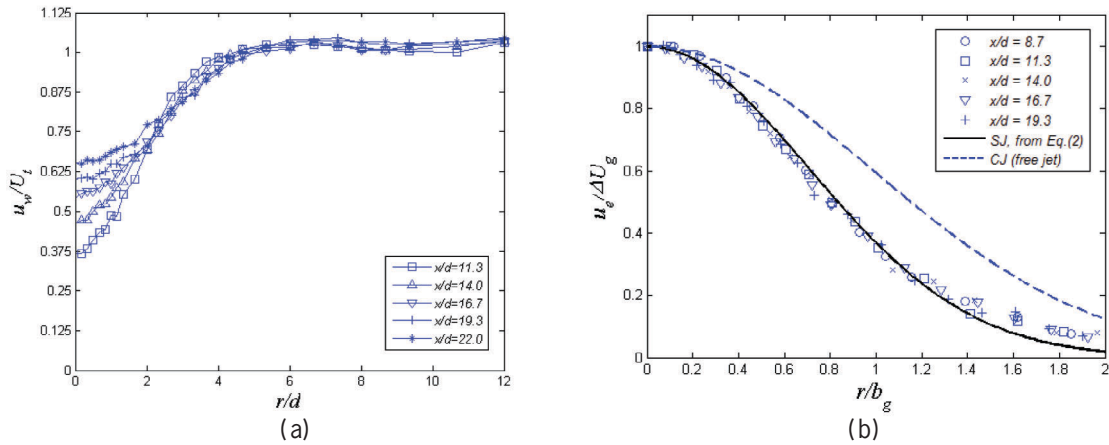 (a)
1.125
1
0.875
0.75
0.625
0.5
0.375
0.25
0.125
0
u_w/U_t
0
2
4
6
8
10
12
r/d
x/d=11.3
x/d=14.0
x/d=16.7
x/d=19.3
x/d=22.0
(a)
(b)
1
0.8
0.6
0.4
0.2
0
u_e/ΔU_g
0
0.2
0.4
0.6
0.8
1
1.2
1.4
1.6
1.8
2
r/b_g
x/d = 8.7
x/d = 11.3
x/d = 14.0
x/d = 16.7
x/d = 19.3
SJ, from Eq.(2)
CJ (free jet)
(b)